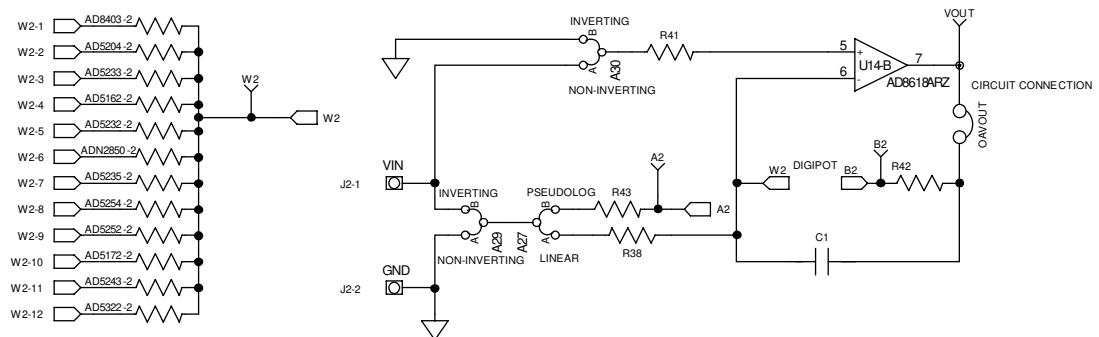 W2-1 AD8403-2
W2-2 AD5204-2
W2-3 AD5233-2
W2-4 AD5162-2
W2-5 AD5232-2
W2-6 ADN2850-2
W2-7 AD5235-2
W2-8 AD5254-2
W2-9 AD5252-2
W2-10 AD5172-2
W2-11 AD5243-2
W2-12 AD5322-2
W2
W2
INVERTING
B
A
A30
NON-INVERTING
R41
5
6
+
-
U14-B
7
AD8618ARZ
VOUT
CIRCUIT CONNECTION
OAVOUT
J2-1
VIN
INVERTING
B
A
A29
NON-INVERTING
J2-2
GND
PSEUDOLOG
B
A
A27
LINEAR
R43
R38
A2
A2
W2
DIGIPOT
B2
B2
R42
C1